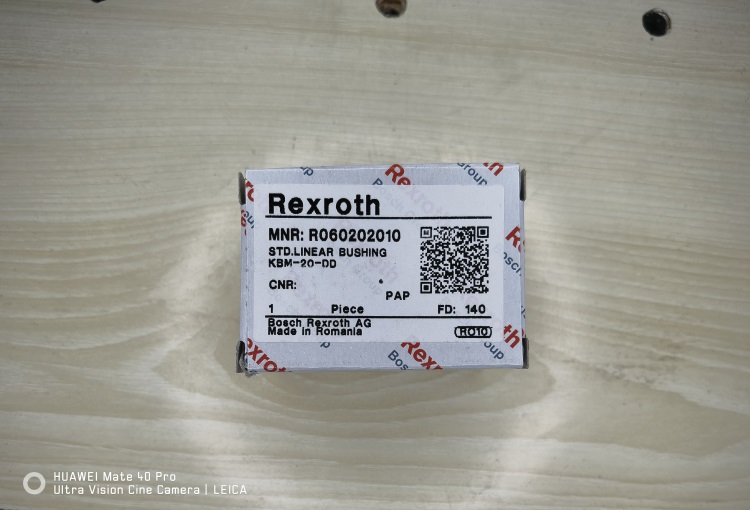 Rexroth
MNR: R060202010
STD.LINEAR BUSHING
KBM-20-DD
CNR:
PAP
1 Piece FD: 140
Bosch Rexroth AG
Made in Romania
RO10
HUAWEI Mate 40 Pro
Ultra Vision Cine Camera | LEICA